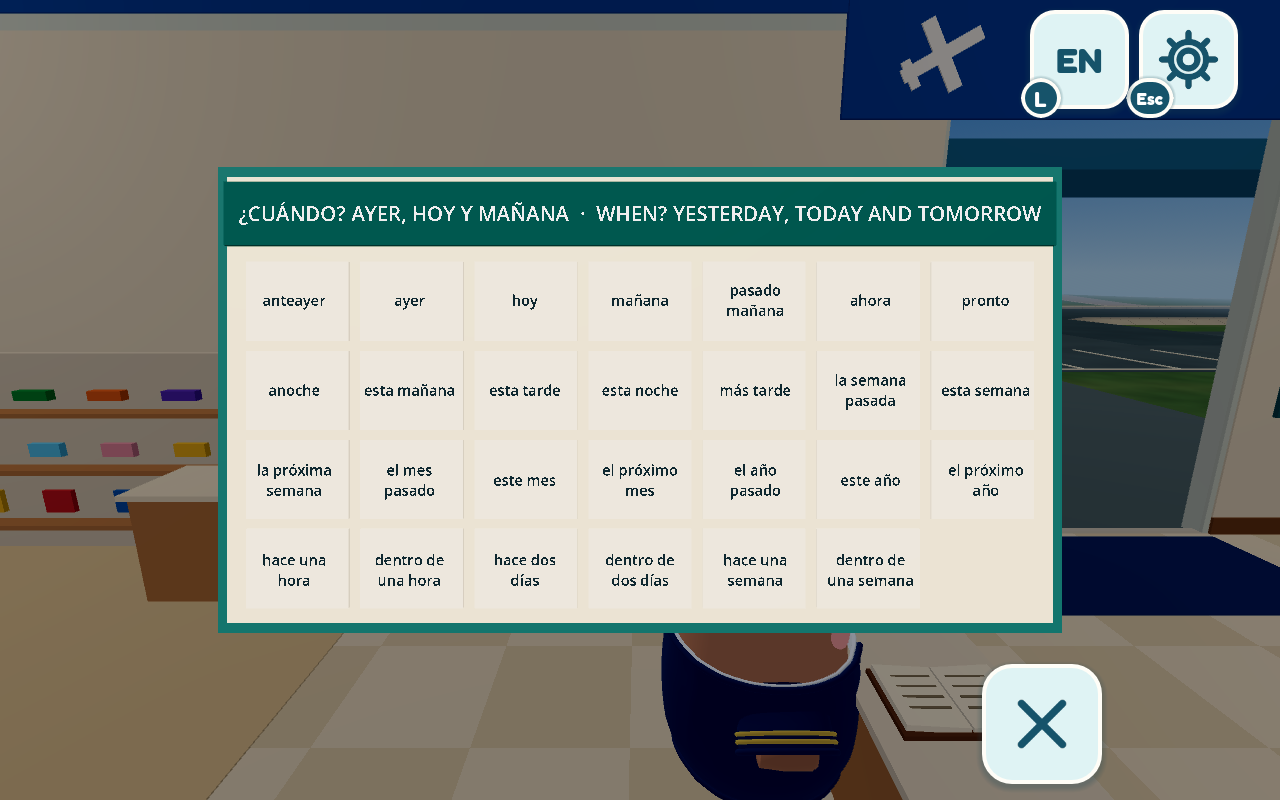 EN
L
Esc
¿CUÁNDO? AYER, HOY Y MAÑANA · WHEN? YESTERDAY, TODAY AND TOMORROW
anteayer
ayer
hoy
mañana
pasado
mañana
ahora
pronto
anoche
esta mañana
esta tarde
esta noche
más tarde
la semana
pasada
esta semana
la próxima
semana
el mes
pasado
este mes
el próximo
mes
el año
pasado
este año
el próximo
año
hace una
hora
dentro de
una hora
hace dos
días
dentro de
dos días
hace una
semana
dentro de
una semana